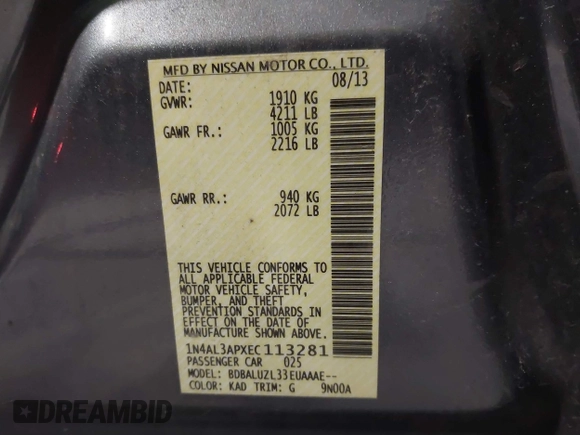 MFD BY NISSAN MOTOR CO., LTD.
DATE: 08/13
GVWR: 1910 KG
4211 LB
GAWR FR.: 1005 KG
2216 LB
GAWR RR.: 940 KG
2072 LB
THIS VEHICLE CONFORMS TO
ALL APPLICABLE FEDERAL
MOTOR VEHICLE SAFETY,
BUMPER, AND THEFT
PREVENTION STANDARDS IN
EFFECT ON THE DATE OF
MANUFACTURE SHOWN ABOVE.
1N4AL3APXEC113281
PASSENGER CAR 025
MODEL: BDBALUZL33EUAAAE--
COLOR: KAD TRIM: G 9N00A
DREAMBID